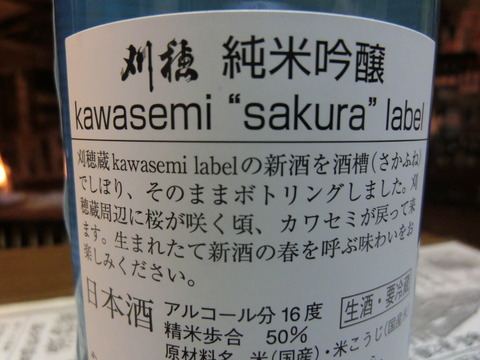 刈穂 純米吟醸
kawasemi “sakura” label
刈穂蔵kawasemi labelの新酒を酒槽(さかふね)
でしぼり、そのままボトリングしました。刈
穂蔵周辺に桜が咲く頃、カワセミが戻って来
ます。生まれたて新酒の春を呼ぶ味わいをお
楽しみください。
日本酒 アルコール分16度 生酒・要冷蔵
精米歩合 50%
原材料名 米(国産)・米こうじ(国産